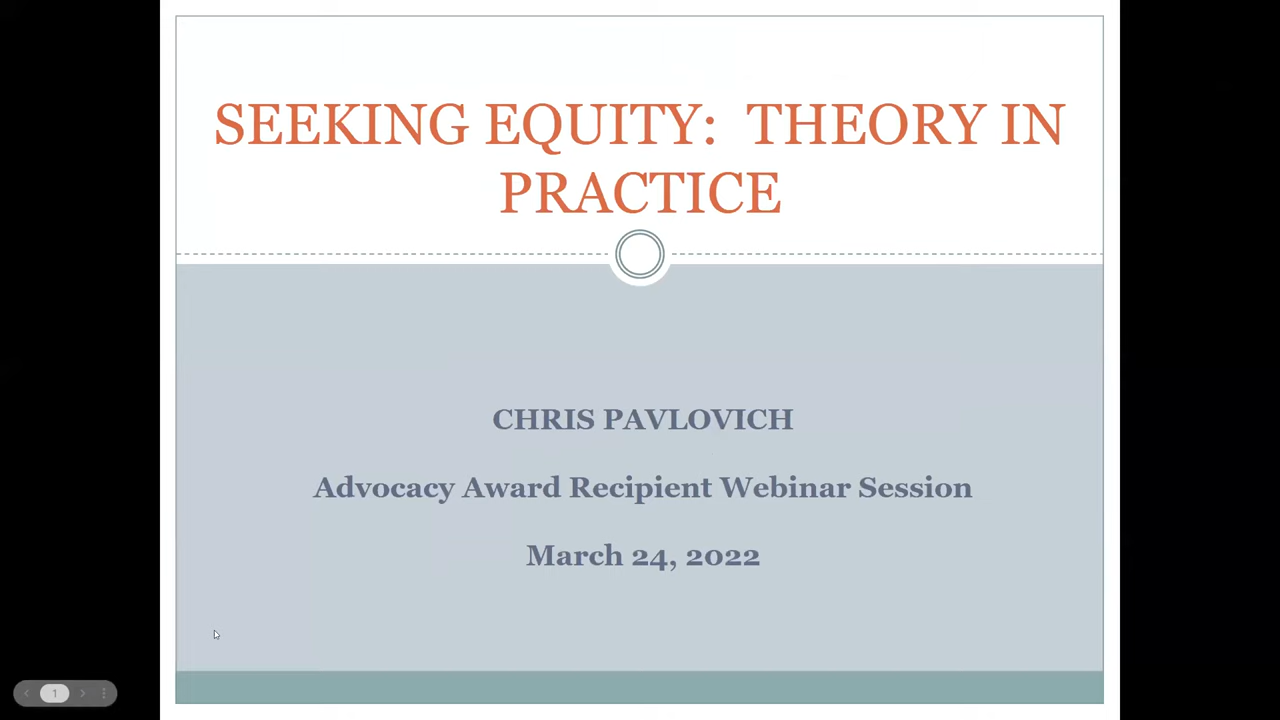 SEEKING EQUITY: THEORY IN
PRACTICE
CHRIS PAVLOVICH
Advocacy Award Recipient Webinar Session
March 24, 2022
1